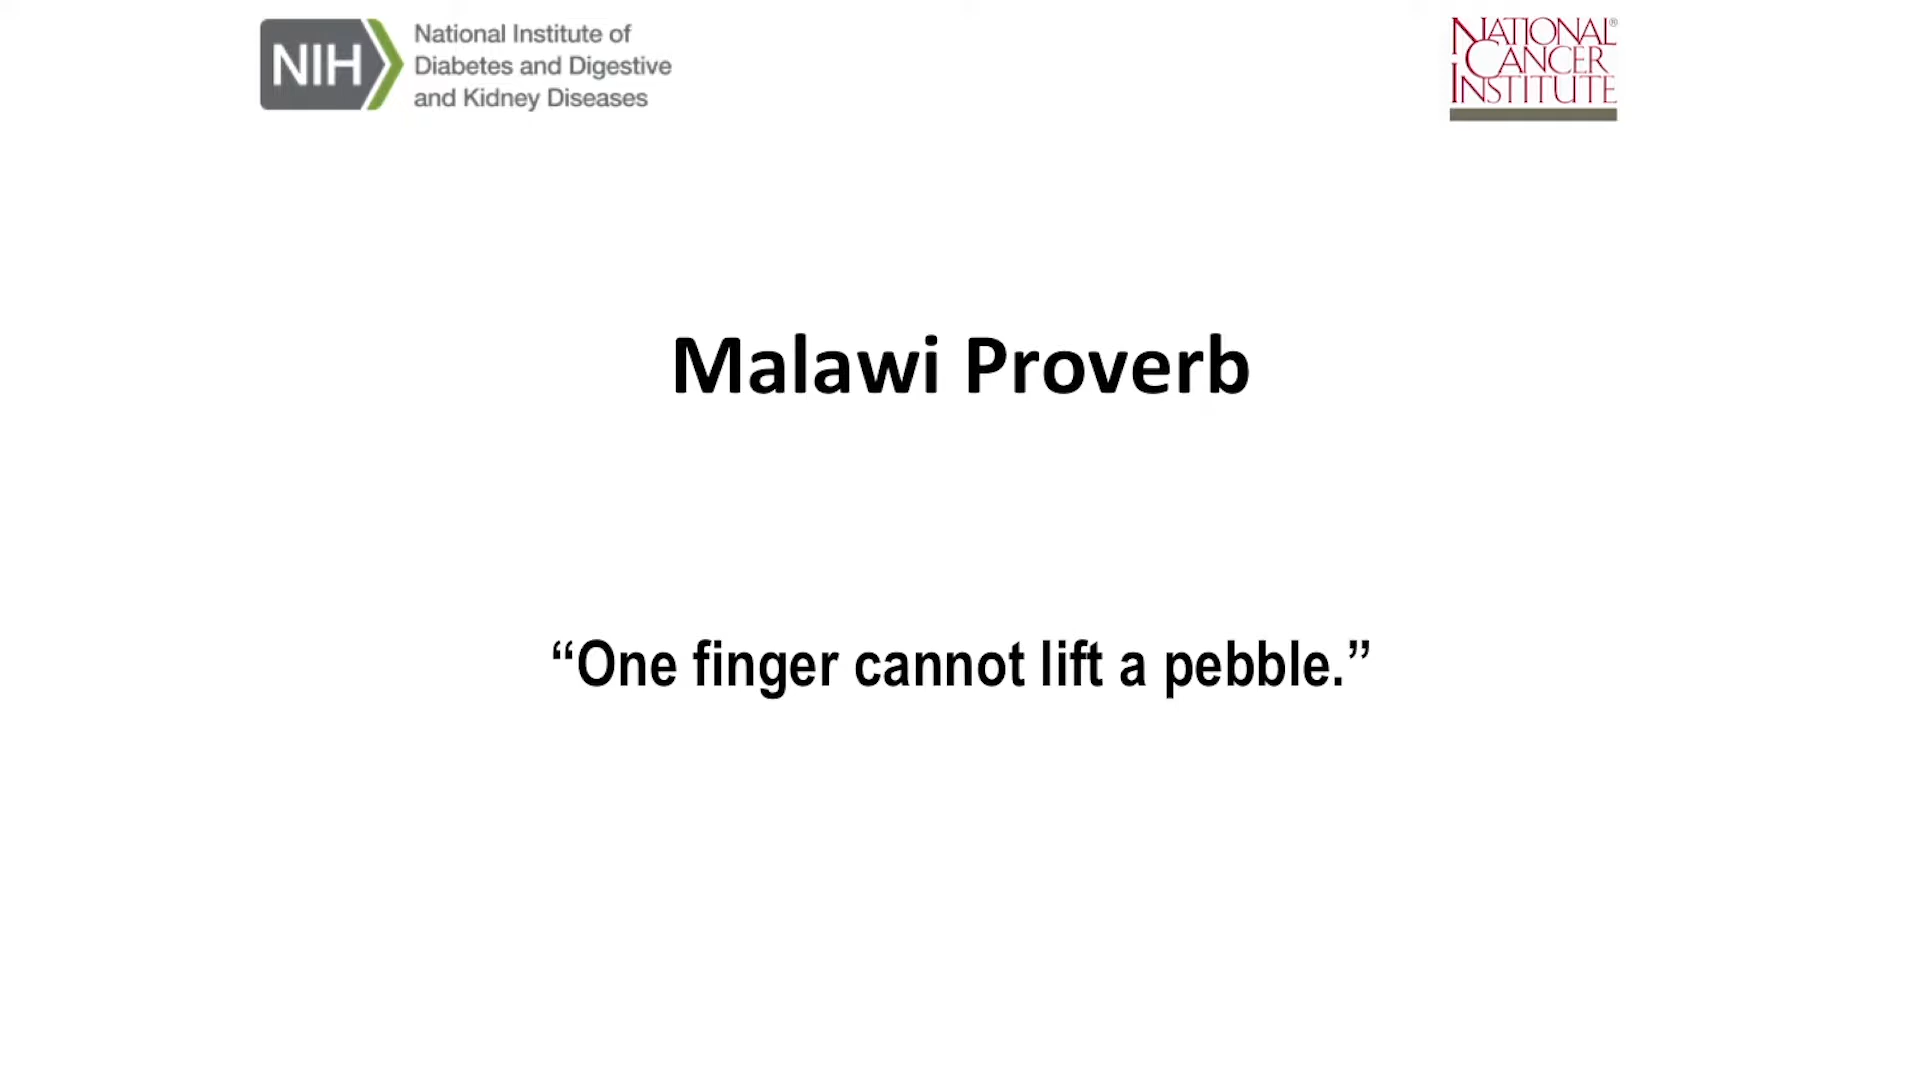 NIH
National Institute of
Diabetes and Digestive
and Kidney Diseases
NATIONAL®
CANCER
INSTITUTE
Malawi Proverb
“One finger cannot lift a pebble.”